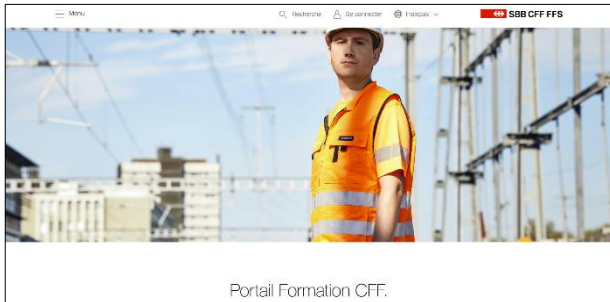 Menu
Recherche Se connecter Français SBB CFF FFS
Portail Formation CFF.